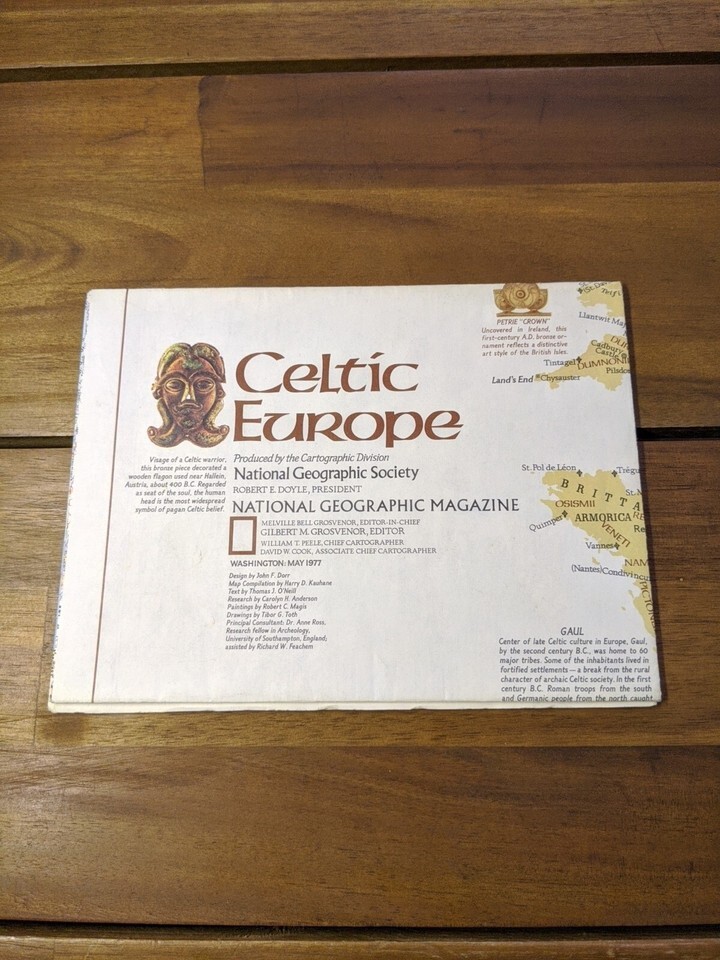 PETRIE "CROWN"
Uncovered in Ireland, this
first-century A.D. bronze or-
nament reflects a distinctive
art style of the British Isles.
Llantwit Maj
Tintagel
Cadbury
Castle
DUMNONII
Pilsdo
Land's End
Chysauster
Celtic
Europe
Visage of a Celtic warrior,
this bronze piece decorated a
wooden flagon used near Hallein,
Austria, about 400 B.C. Regarded
as seat of the soul, the human
head is the most widespread
symbol of pagan Celtic belief.
Produced by the Cartographic Division
National Geographic Society
ROBERT E. DOYLE, PRESIDENT
NATIONAL GEOGRAPHIC MAGAZINE
MELVILLE BELL GROSVENOR, EDITOR-IN-CHIEF
GILBERT M. GROSVENOR, EDITOR
WILLIAM T. PEELE, CHIEF CARTOGRAPHER
DAVID W. COOK, ASSOCIATE CHIEF CARTOGRAPHER
WASHINGTON: MAY 1977
Design by John F. Dorr
Map Compilation by Harry D. Kauhane
Text by Thomas J. O'Neill
Research by Carolyn H. Anderson
Paintings by Robert C. Magis
Drawings by Tibor G. Toth
Principal Consultant: Dr. Anne Ross,
Research fellow in Archeology,
University of Southampton, England;
assisted by Richard W. Feachem
St. Pol de Léon
Trégu
BRITTA
OSISMII
Quimper
ARMORICA
VENETI
Vannes
NAM
(Nantes) Condivincu
PICTON
GAUL
Center of late Celtic culture in Europe, Gaul,
by the second century B.C., was home to 60
major tribes. Some of the inhabitants lived in
fortified settlements—a break from the rural
character of archaic Celtic society. In the first
century B.C. Roman troops from the south
and Germanic people from the north caught